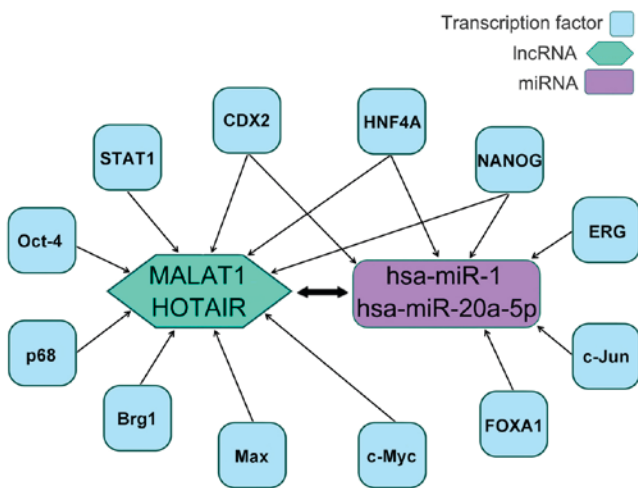 Transcription factor
lncRNA
miRNA
CDX2
HNF4A
STAT1
NANOG
Oct-4
ERG
MALAT1
HOTAIR
hsa-miR-1
hsa-miR-20a-5p
p68
c-Jun
Brg1
FOXA1
Max
c-Myc